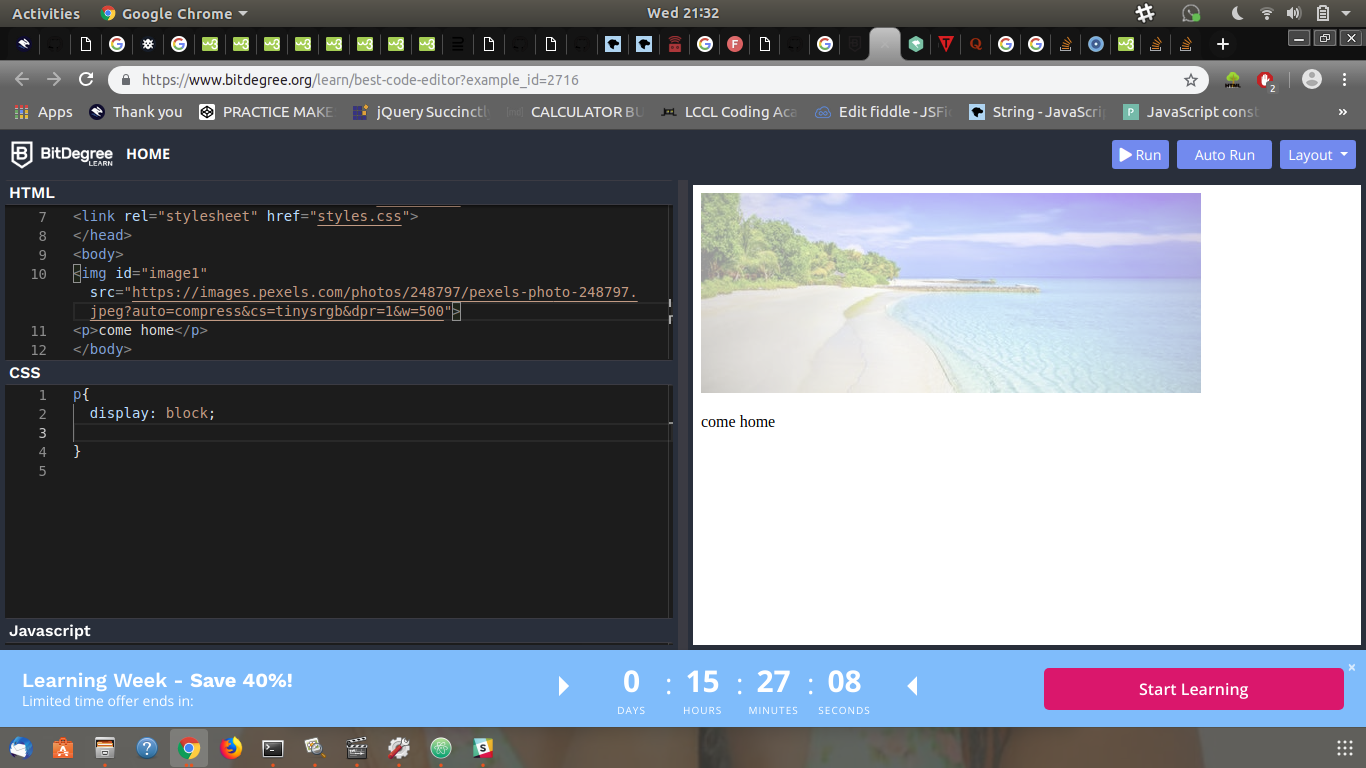 Activities Google Chrome Wed 21:32
https://www.bitdegree.org/learn/best-code-editor?example_id=2716
2
Apps Thank you PRACTICE MAKE jQuery Succinctl CALCULATOR BU LCCL Coding Aca Edit fiddle - JSFi String - JavaScri JavaScript const »
BitDegree LEARN HOME Run Auto Run Layout
HTML
7 <link rel="stylesheet" href="styles.css">
8 </head>
9 <body>
10 <img id="image1"
src="https://images.pexels.com/photos/248797/pexels-photo-248797.
jpeg?auto=compress&cs=tinysrgb&dpr=1&w=500">
11 <p>come home</p>
12 </body>
CSS
1 p{
2 display: block;
3
4 }
5
Javascript
come home
Learning Week - Save 40%!
Limited time offer ends in:
0 : 15 : 27 : 08
DAYS HOURS MINUTES SECONDS
Start Learning
×